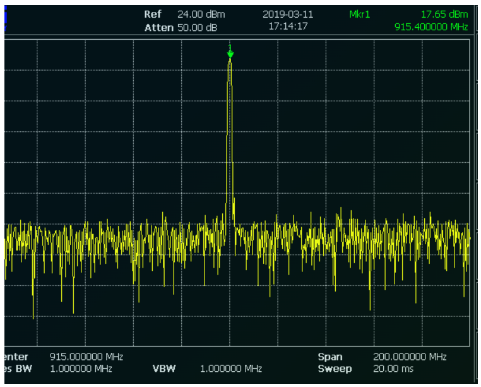 Ref 24.00 dBm 2019-03-11 Mkr1 17.65 dBm
Atten 50.00 dB 17:14:17 915.400000 MHz
1
enter 915.000000 MHz Span 200.000000 MHz
es BW 1.000000 MHz VBW 1.000000 MHz Sweep 20.00 ms